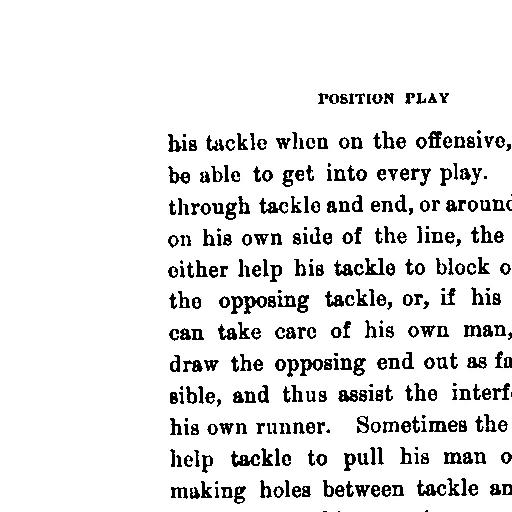 POSITION PLAY
his tackle when on the offensive,
be able to get into every play.
through tackle and end, or around
on his own side of the line, the
either help his tackle to block
the opposing tackle, or, if his
can take care of his own man,
draw the opposing end out as
sible, and thus assist the
his own runner. Sometimes the
help tackle to pull his man
making holes between tackle